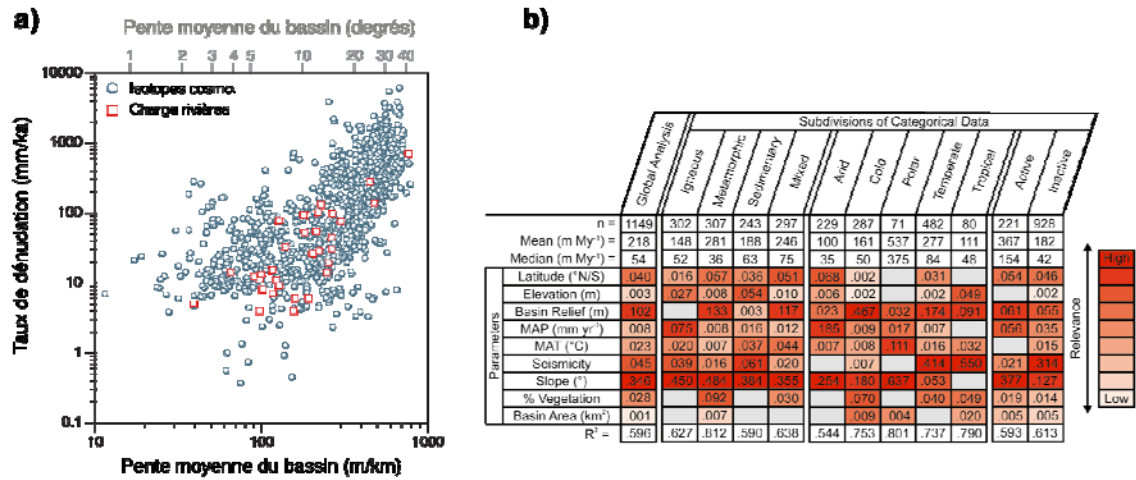 a)
Pente moyenne du bassin (degrés)
1 2 3 4 5 10 20 30 40
10000
1000
100
10
1
0.1
Taux de dénudation (mm/ka)
Isotopes cosmo.
Charge rivières
11 100 1000
Pente moyenne du bassin (m/km)
b)
Subdivisions of Categorical Data
Global Analysis Igneous Metamorphic Sedimentary Mixed Arid Cold Polar Temperate Tropical Active Inactive
n = 1149 302 307 243 297 229 287 71 482 80 221 928
Mean (m My⁻¹) 218 148 281 188 246 100 161 537 277 111 367 182
Median (m My⁻¹) 54 52 36 63 75 35 50 375 84 48 154 42
Parameters
Latitude (°N/S) .040 .016 .057 .036 .051 .068 .002 .031 .054 .046
Elevation (m) .003 .027 .008 .054 .010 .006 .002 .002 .049 .002
Basin Relief (m) .102 .133 .003 .117 .023 .467 .032 .174 .091 .061 .055
MAP (mm yr⁻¹) .008 .075 .008 .016 .012 .185 .009 .017 .007 .056 .035
MAT (°C) .023 .020 .007 .037 .044 .007 .008 .111 .016 .032 .015
Seismicity .045 .039 .016 .061 .020 .007 .414 .550 .021 .314
Slope (°) .346 .450 .484 .384 .355 .254 .180 .637 .053 .377 .127
% Vegetation .028 .092 .030 .070 .040 .049 .019 .014
Basin Area (km²) .001 .007 .009 .004 .020 .005 .005
R² = .596 .627 .812 .590 .638 .544 .753 .801 .737 .790 .593 .613
Relevance
High
Low